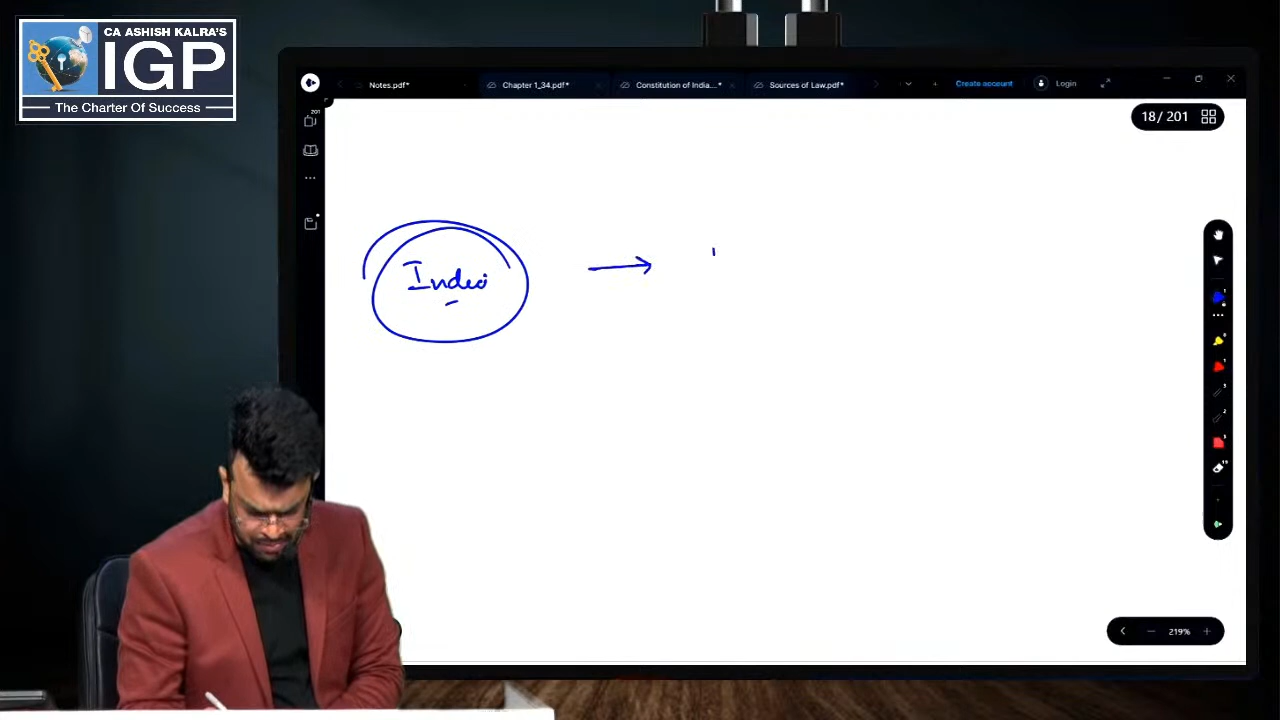 CA ASHISH KALRA'S
IGP
The Charter Of Success
Notes.pdf*
Chapter 1_34.pdf*
Constitution of India...*
Sources of Law.pdf*
Create account
Login
18 / 201
201
India
219%